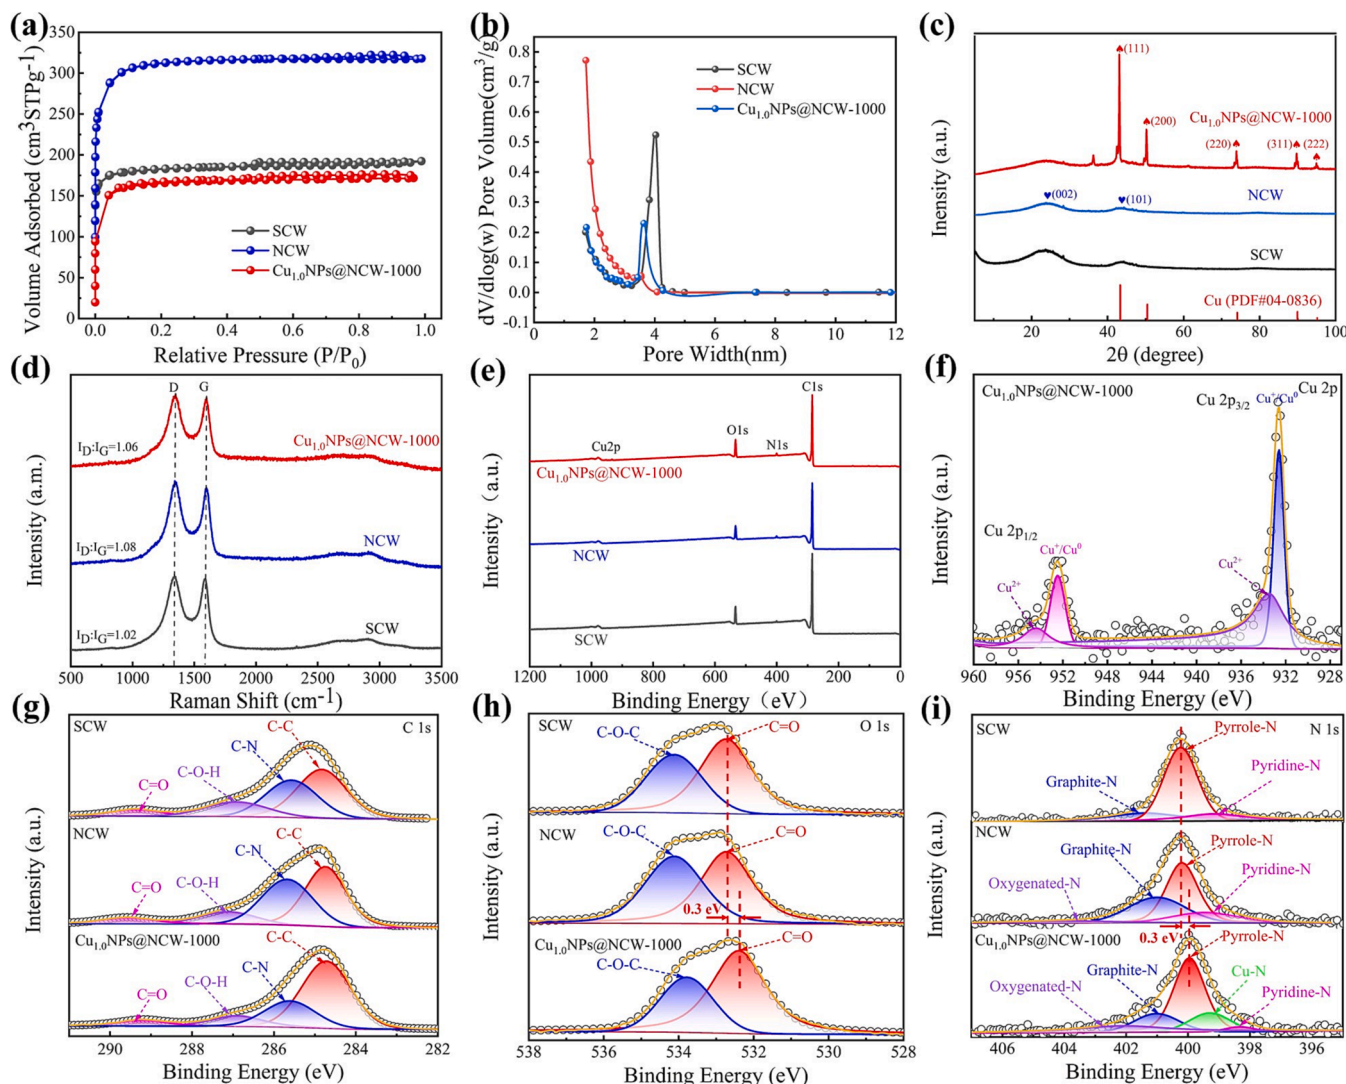 (a)
350
300
250
200
150
100
50
0
Volume Adsorbed (cm³STPg⁻¹)
SCW
NCW
Cu₁.₀NPs@NCW-1000
0.0 0.2 0.4 0.6 0.8 1.0
Relative Pressure (P/P₀)
(b)
0.8
0.7
0.6
0.5
0.4
0.3
0.2
0.1
0.0
-0.1
dV/dlog(w) Pore Volume(cm³/g)
SCW
NCW
Cu₁.₀NPs@NCW-1000
0 2 4 6 8 10 12
Pore Width(nm)
(c)
Inensity (a.u.)
♠(111)
♠(200)
Cu₁.₀NPs@NCW-1000
(220)♠ (311)♠ ♠(222)
♥(002) ♥(101)
NCW
SCW
Cu (PDF#04-0836)
20 40 60 80 100
2θ (degree)
(d)
Intensity (a.m.)
D G
I_D:I_G=1.06
Cu₁.₀NPs@NCW-1000
I_D:I_G=1.08
NCW
I_D:I_G=1.02
SCW
500 1000 1500 2000 2500 3000 3500
Raman Shift (cm⁻¹)
(e)
Intensity（a.u.）
C1s
O1s
N1s
Cu2p
Cu₁.₀NPs@NCW-1000
NCW
SCW
1200 1000 800 600 400 200 0
Binding Energy（eV）
(f)
Cu₁.₀NPs@NCW-1000
Cu 2p
Cu 2p₃/₂
Cu⁺/Cu⁰
Intensity (a.u.)
Cu 2p₁/₂
Cu⁺/Cu⁰
Cu²⁺
Cu²⁺
960 956 952 948 944 940 936 932 928
Binding Energy (eV)
(g)
SCW
C 1s
C-C
C-N
C-O-H
C=O
NCW
C-C
C-N
C-O-H
C=O
Cu₁.₀NPs@NCW-1000
C-C
C-N
C-O-H
C=O
Intensity (a.u.)
290 288 286 284 282
Binding Energy (eV)
(h)
SCW
O 1s
C-O-C
C=O
NCW
C-O-C
C=O
0.3 eV
Cu₁.₀NPs@NCW-1000
C-O-C
C=O
Intensity (a.u.)
538 536 534 532 530 528
Binding Energy (eV)
(i)
SCW
N 1s
Pyrrole-N
Graphite-N
Pyridine-N
NCW
Pyrrole-N
Graphite-N
Pyridine-N
Oxygenated-N
0.3 eV
Cu₁.₀NPs@NCW-1000
Pyrrole-N
Graphite-N
Cu-N
Oxygenated-N
Pyridine-N
Intensity (a.u.)
406 404 402 400 398 396
Binding Energy (eV)